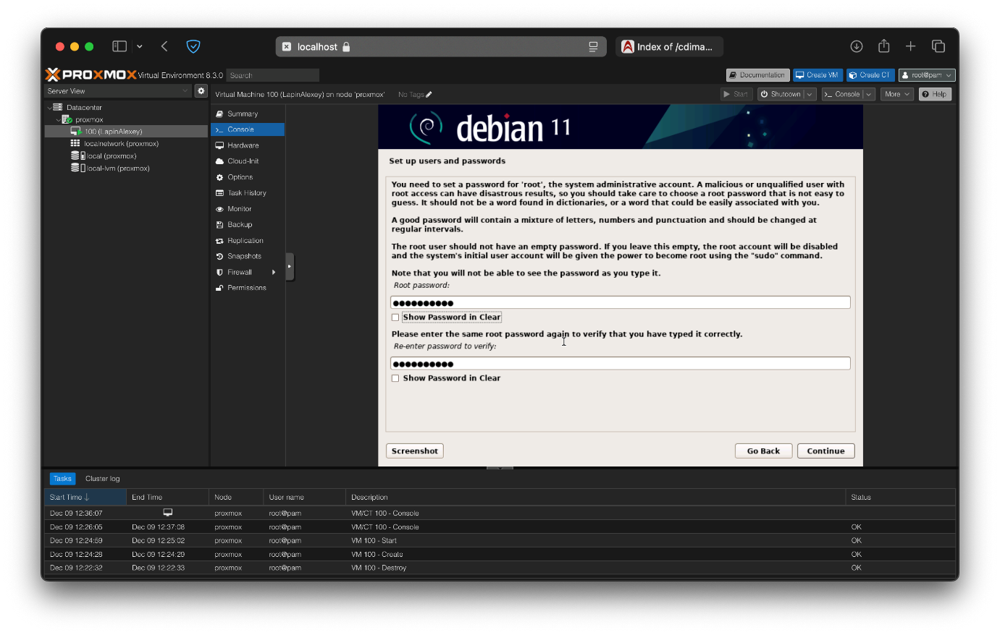 localhost
Index of /cdima...
PROXMOX Virtual Environment 8.3.0
Search
Documentation
Create VM
Create CT
root@pam
Server View
Virtual Machine 100 (LapinAlexey) on node 'proxmox'
No Tags
Start
Shutdown
Console
More
Help
Datacenter
proxmox
100 (LapinAlexey)
localnetwork (proxmox)
local (proxmox)
local-lvm (proxmox)
Summary
Console
Hardware
Cloud-Init
Options
Task History
Monitor
Backup
Replication
Snapshots
Firewall
Permissions
debian 11
Set up users and passwords
You need to set a password for 'root', the system administrative account. A malicious or unqualified user with
root access can have disastrous results, so you should take care to choose a root password that is not easy to
guess. It should not be a word found in dictionaries, or a word that could be easily associated with you.
A good password will contain a mixture of letters, numbers and punctuation and should be changed at
regular intervals.
The root user should not have an empty password. If you leave this empty, the root account will be disabled
and the system's initial user account will be given the power to become root using the "sudo" command.
Note that you will not be able to see the password as you type it.
Root password:
●●●●●●●●●●
Show Password in Clear
Please enter the same root password again to verify that you have typed it correctly.
Re-enter password to verify:
●●●●●●●●●●
Show Password in Clear
Screenshot
Go Back
Continue
Tasks
Cluster log
Start Time ↓ End Time Node User name Description Status
Dec 09 12:36:07 proxmox root@pam VM/CT 100 - Console
Dec 09 12:26:05 Dec 09 12:37:08 proxmox root@pam VM/CT 100 - Console OK
Dec 09 12:24:59 Dec 09 12:25:02 proxmox root@pam VM 100 - Start OK
Dec 09 12:24:28 Dec 09 12:24:29 proxmox root@pam VM 100 - Create OK
Dec 09 12:22:32 Dec 09 12:22:33 proxmox root@pam VM 100 - Destroy OK